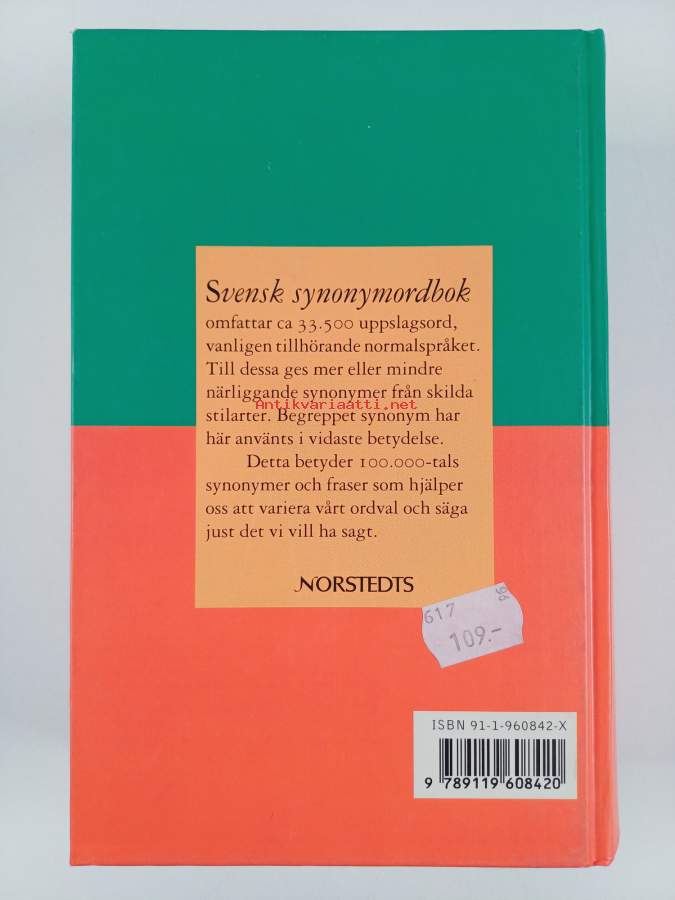 Svensk synonymordbok
omfattar ca 33.500 uppslagsord,
vanligen tillhörande normalspråket.
Till dessa ges mer eller mindre
närliggande synonymer från skilda
Antikvariaatti.net
stilarter. Begreppet synonym har
här använts i vidaste betydelse.
Detta betyder 100.000-tals
synonymer och fraser som hjälper
oss att variera vårt ordval och säga
just det vi vill ha sagt.
NORSTEDTS
617 96
109.-
ISBN 91-1-960842-X
9 789119 608420